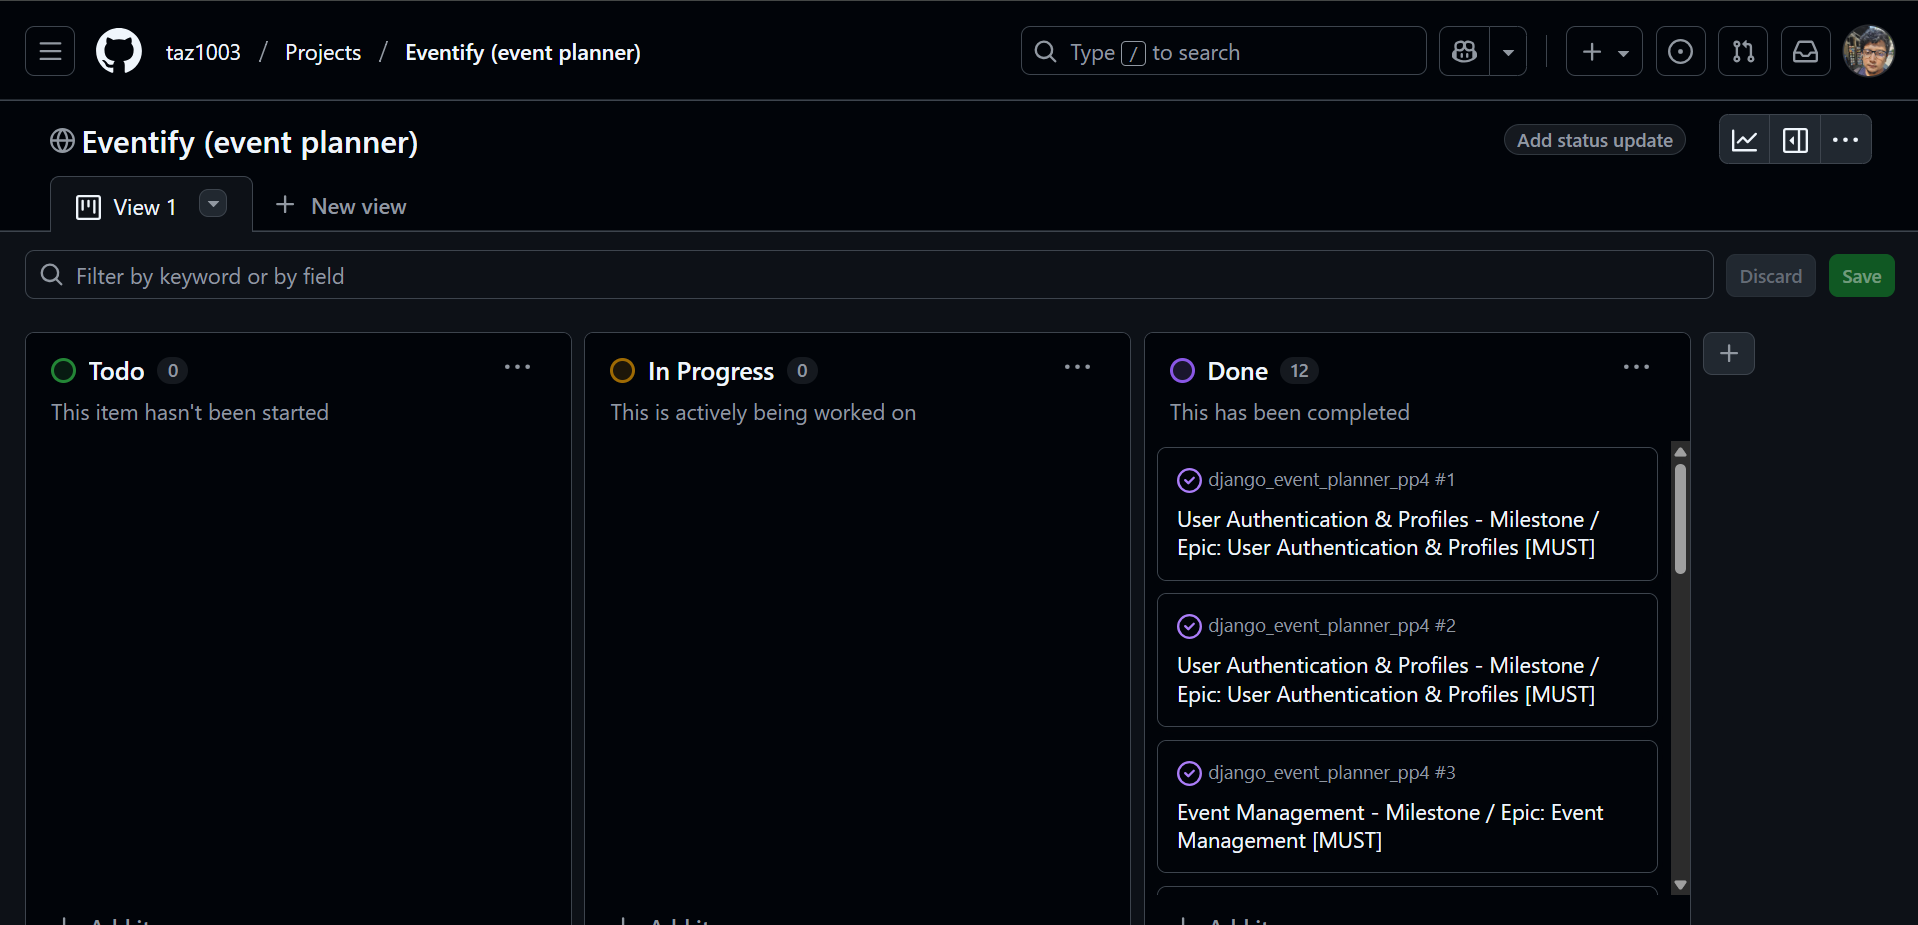 taz1003 / Projects / Eventify (event planner)
Type / to search
Eventify (event planner)
Add status update
View 1
New view
Filter by keyword or by field
Discard
Save
Todo 0
This item hasn't been started
In Progress 0
This is actively being worked on
Done 12
This has been completed
django_event_planner_pp4 #1
User Authentication & Profiles - Milestone /
Epic: User Authentication & Profiles [MUST]
django_event_planner_pp4 #2
User Authentication & Profiles - Milestone /
Epic: User Authentication & Profiles [MUST]
django_event_planner_pp4 #3
Event Management - Milestone / Epic: Event
Management [MUST]